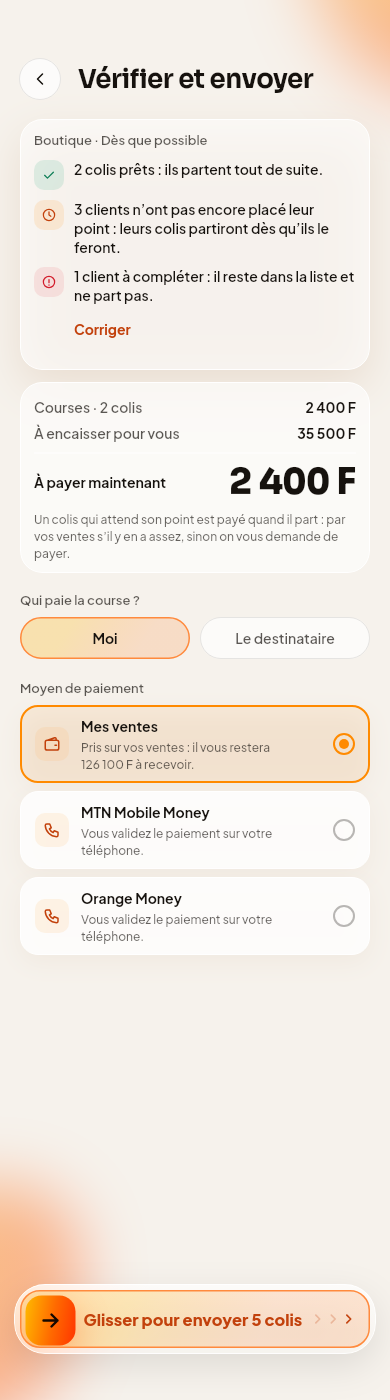 Vérifier et envoyer
Boutique · Dès que possible
2 colis prêts : ils partent tout de suite.
3 clients n’ont pas encore placé leur
point : leurs colis partiront dès qu’ils le
feront.
1 client à compléter : il reste dans la liste et
ne part pas.
Corriger
Courses · 2 colis 2 400 F
À encaisser pour vous 35 500 F
À payer maintenant 2 400 F
Un colis qui attend son point est payé quand il part : par
vos ventes s’il y en a assez, sinon on vous demande de
payer.
Qui paie la course ?
Moi Le destinataire
Moyen de paiement
Mes ventes
Pris sur vos ventes : il vous restera
126 100 F à recevoir.
MTN Mobile Money
Vous validez le paiement sur votre
téléphone.
Orange Money
Vous validez le paiement sur votre
téléphone.
Glisser pour envoyer 5 colis